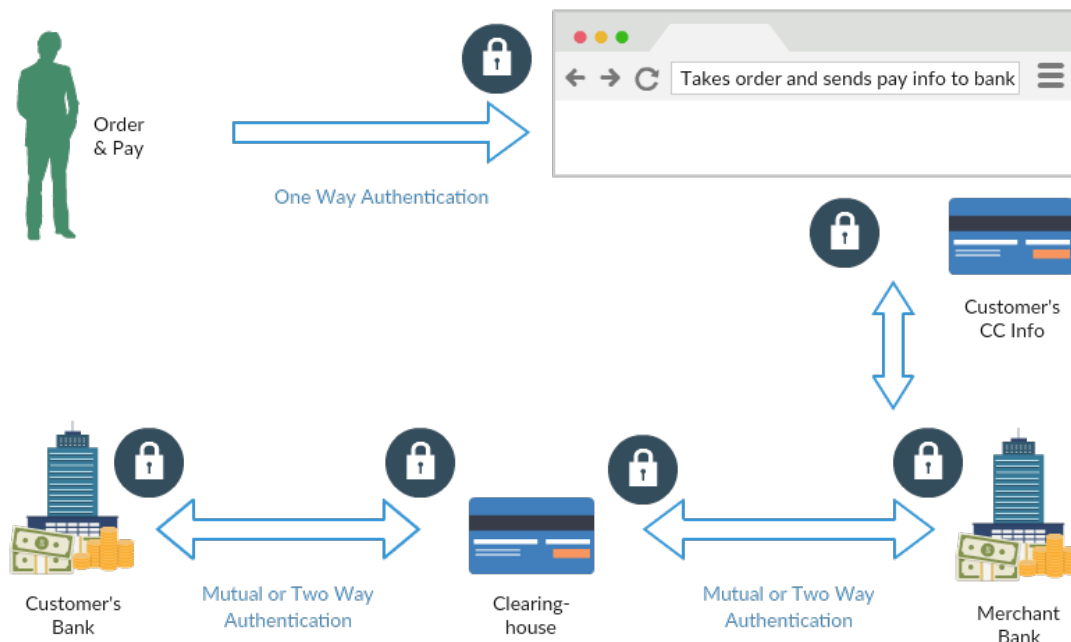 Takes order and sends pay info to bank
Order
& Pay
One Way Authentication
Customer's
CC Info
Customer's
Bank
Mutual or Two Way
Authentication
Clearing-
house
Mutual or Two Way
Authentication
Merchant
Bank